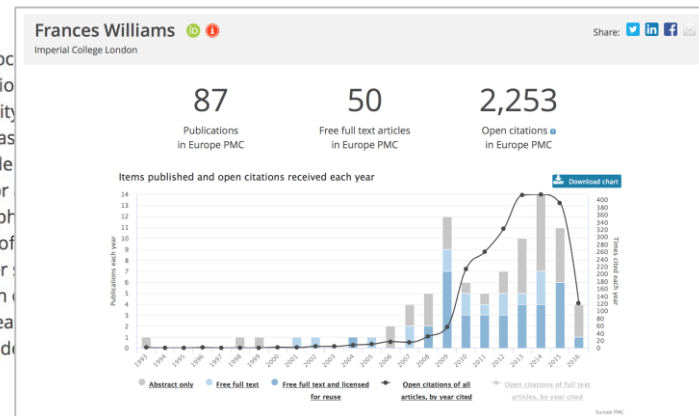 Frances Williams iD
Imperial College London
Share:
87
Publications
in Europe PMC
50
Free full text articles
in Europe PMC
2,253
Open citations
in Europe PMC
Items published and open citations received each year
Download chart
Publications each year
14
13
12
11
10
9
8
7
6
5
4
3
2
1
0
Times cited each year
400
380
360
340
320
300
280
260
240
220
200
180
160
140
120
100
80
60
40
20
0
1993 1994 1995 1996 1997 1998 1999 2000 2001 2002 2003 2004 2005 2006 2007 2008 2009 2010 2011 2012 2013 2014 2015 2016
Abstract only
Free full text
Full text and licensed
for reuse
Open citations of all
articles, by year cited
Open citations of full text
articles, by year cited
Europe PMC